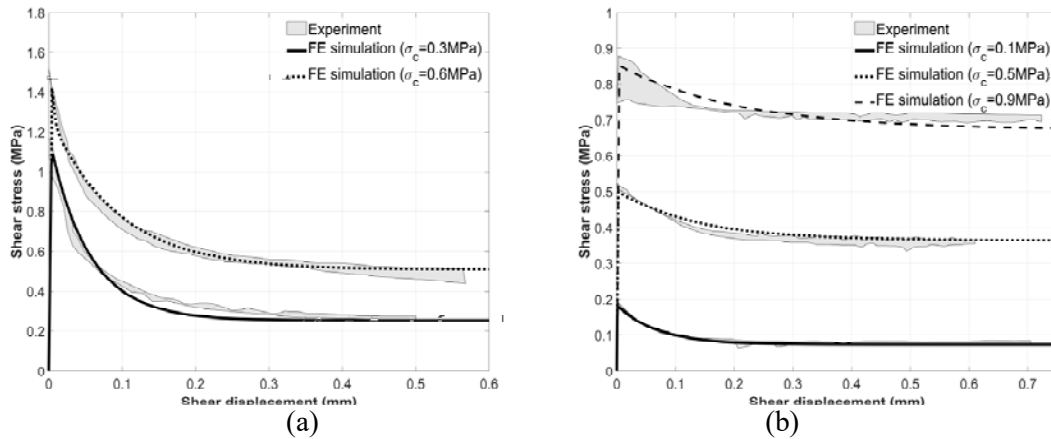 1.8
1.6
1.4
1.2
1
0.8
0.6
0.4
0.2
0
Shear stress (MPa)
Experiment
FE simulation (σc=0.3MPa)
FE simulation (σc=0.6MPa)
0 0.1 0.2 0.3 0.4 0.5 0.6
Shear displacement (mm)
(a)
1
0.9
0.8
0.7
0.6
0.5
0.4
0.3
0.2
0.1
0
Shear stress (MPa)
Experiment
FE simulation (σc=0.1MPa)
FE simulation (σc=0.5MPa)
FE simulation (σc=0.9MPa)
0 0.1 0.2 0.3 0.4 0.5 0.6 0.7
Shear displacement (mm)
(b)